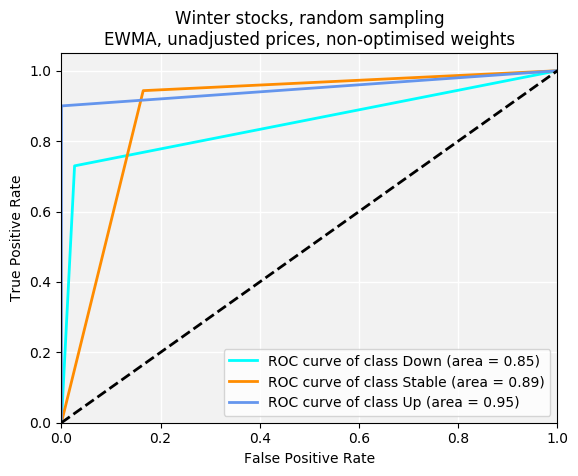 Winter stocks, random sampling
EWMA, unadjusted prices, non-optimised weights
True Positive Rate
1.0
0.8
0.6
0.4
0.2
0.0
ROC curve of class Down (area = 0.85)
ROC curve of class Stable (area = 0.89)
ROC curve of class Up (area = 0.95)
0.0 0.2 0.4 0.6 0.8 1.0
False Positive Rate